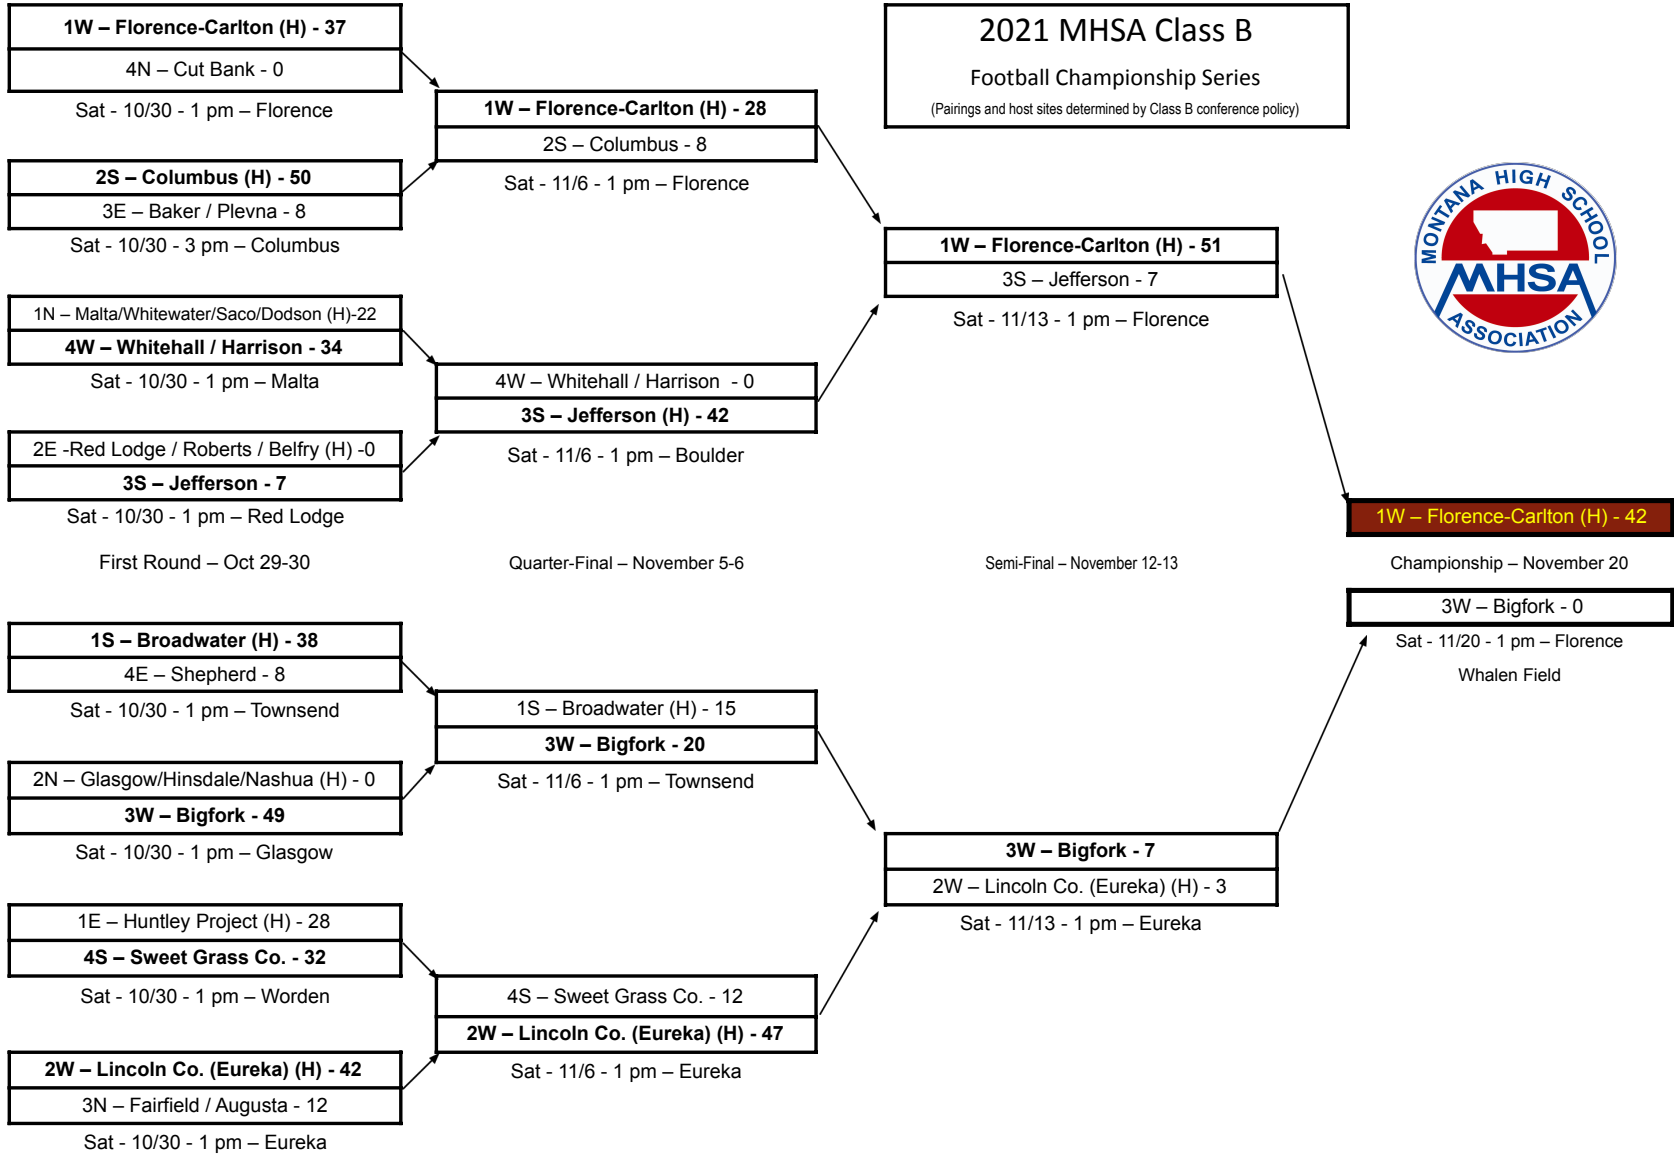 2021 MHSA Class B
Football Championship Series
(Pairings and host sites determined by Class B conference policy)
MONTANA HIGH SCHOOL
MHSA
ASSOCIATION
1W – Florence-Carlton (H) - 37
4N – Cut Bank - 0
Sat - 10/30 - 1 pm – Florence
2S – Columbus (H) - 50
3E – Baker / Plevna - 8
Sat - 10/30 - 3 pm – Columbus
1N – Malta/Whitewater/Saco/Dodson (H)-22
4W – Whitehall / Harrison - 34
Sat - 10/30 - 1 pm – Malta
2E -Red Lodge / Roberts / Belfry (H) -0
3S – Jefferson - 7
Sat - 10/30 - 1 pm – Red Lodge
First Round – Oct 29-30
1S – Broadwater (H) - 38
4E – Shepherd - 8
Sat - 10/30 - 1 pm – Townsend
2N – Glasgow/Hinsdale/Nashua (H) - 0
3W – Bigfork - 49
Sat - 10/30 - 1 pm – Glasgow
1E – Huntley Project (H) - 28
4S – Sweet Grass Co. - 32
Sat - 10/30 - 1 pm – Worden
2W – Lincoln Co. (Eureka) (H) - 42
3N – Fairfield / Augusta - 12
Sat - 10/30 - 1 pm – Eureka
1W – Florence-Carlton (H) - 28
2S – Columbus - 8
Sat - 11/6 - 1 pm – Florence
4W – Whitehall / Harrison  - 0
3S – Jefferson (H) - 42
Sat - 11/6 - 1 pm – Boulder
Quarter-Final – November 5-6
1S – Broadwater (H) - 15
3W – Bigfork - 20
Sat - 11/6 - 1 pm – Townsend
4S – Sweet Grass Co. - 12
2W – Lincoln Co. (Eureka) (H) - 47
Sat - 11/6 - 1 pm – Eureka
1W – Florence-Carlton (H) - 51
3S – Jefferson - 7
Sat - 11/13 - 1 pm – Florence
Semi-Final – November 12-13
3W – Bigfork - 7
2W – Lincoln Co. (Eureka) (H) - 3
Sat - 11/13 - 1 pm – Eureka
1W – Florence-Carlton (H) - 42
Championship – November 20
3W – Bigfork - 0
Sat - 11/20 - 1 pm – Florence
Whalen Field